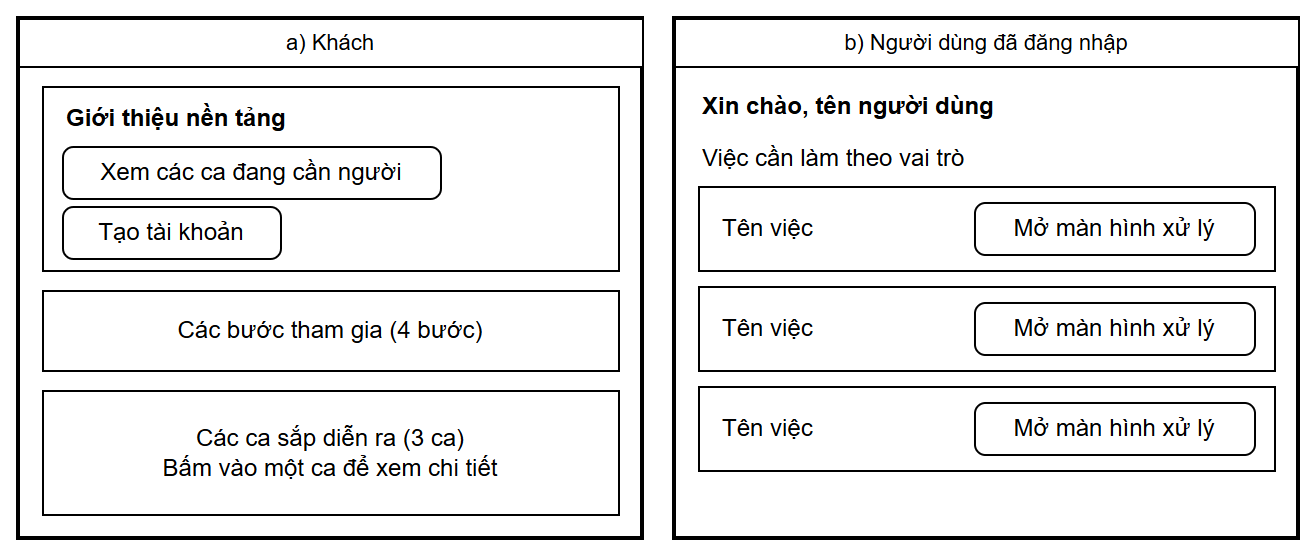 a) Khách
Giới thiệu nền tảng
Xem các ca đang cần người
Tạo tài khoản
Các bước tham gia (4 bước)
Các ca sắp diễn ra (3 ca)
Bấm vào một ca để xem chi tiết
b) Người dùng đã đăng nhập
Xin chào, tên người dùng
Việc cần làm theo vai trò
Tên việc
Mở màn hình xử lý
Tên việc
Mở màn hình xử lý
Tên việc
Mở màn hình xử lý